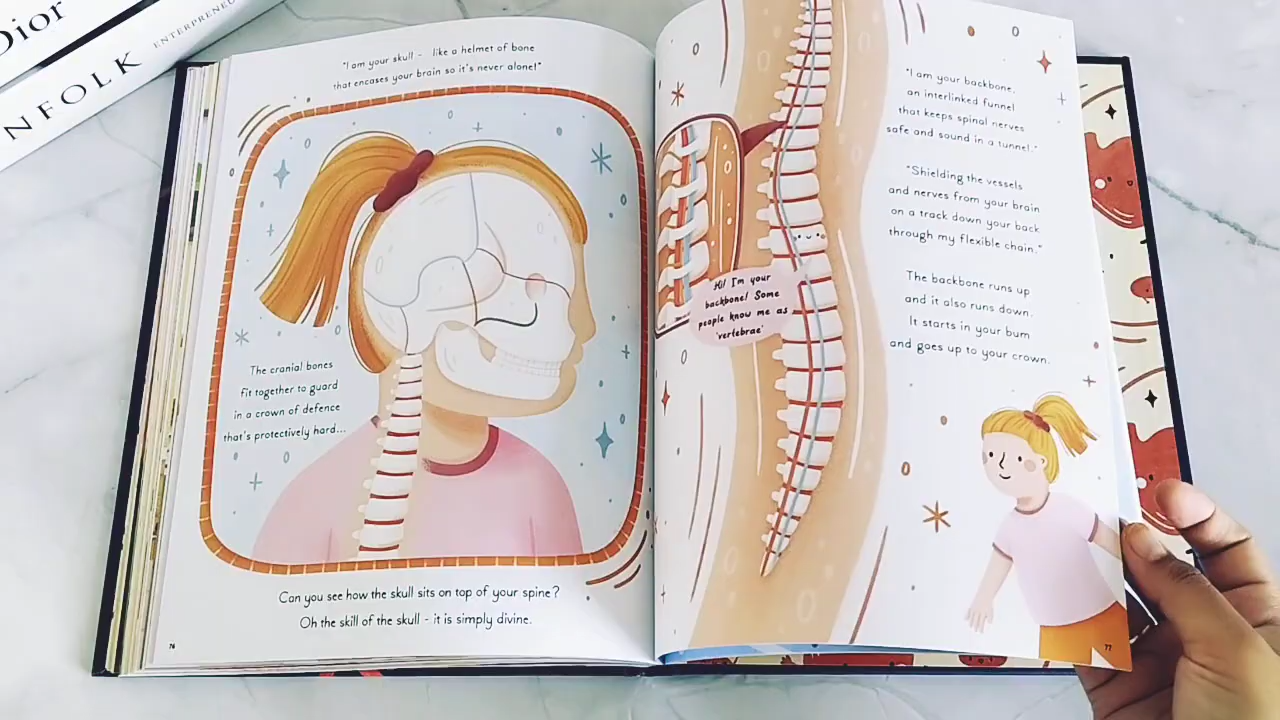 Dior
NFOLK
ENTERPRENEU
"I am your skull - like a helmet of bone
that encases your brain so it's never alone!"
The cranial bones
fit together to guard
in a crown of defence
that's protectively hard...
Can you see how the skull sits on top of your spine?
Oh the skill of the skull - it is simply divine.
76
"I am your backbone,
an interlinked funnel
that keeps spinal nerves
safe and sound in a tunnel."
"Shielding the vessels
and nerves from your brain
on a track down your back
through my flexible chain."
Hi! I'm your
backbone! Some
people know me as
'vertebrae'
The backbone runs up
and it also runs down.
It starts in your bum
and goes up to your crown.
77